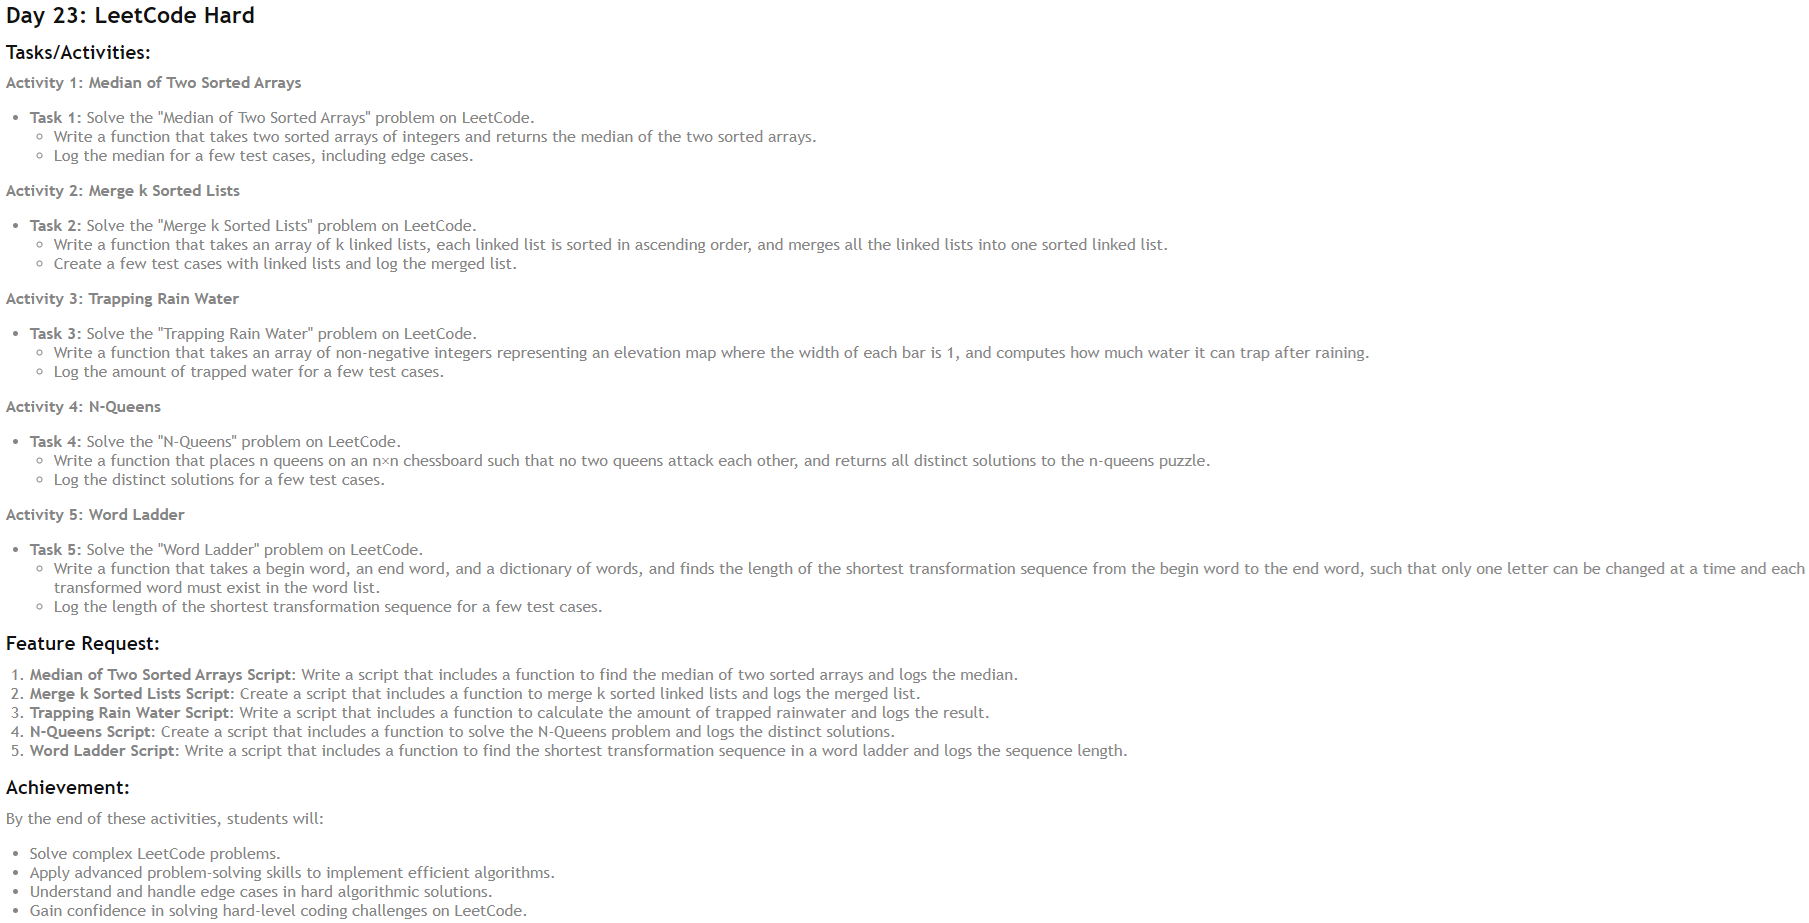 Day 23: LeetCode Hard
Tasks/Activities:
Activity 1: Median of Two Sorted Arrays
• Task 1: Solve the "Median of Two Sorted Arrays" problem on LeetCode.
◦ Write a function that takes two sorted arrays of integers and returns the median of the two sorted arrays.
◦ Log the median for a few test cases, including edge cases.
Activity 2: Merge k Sorted Lists
• Task 2: Solve the "Merge k Sorted Lists" problem on LeetCode.
◦ Write a function that takes an array of k linked lists, each linked list is sorted in ascending order, and merges all the linked lists into one sorted linked list.
◦ Create a few test cases with linked lists and log the merged list.
Activity 3: Trapping Rain Water
• Task 3: Solve the "Trapping Rain Water" problem on LeetCode.
◦ Write a function that takes an array of non-negative integers representing an elevation map where the width of each bar is 1, and computes how much water it can trap after raining.
◦ Log the amount of trapped water for a few test cases.
Activity 4: N-Queens
• Task 4: Solve the "N-Queens" problem on LeetCode.
◦ Write a function that places n queens on an n×n chessboard such that no two queens attack each other, and returns all distinct solutions to the n-queens puzzle.
◦ Log the distinct solutions for a few test cases.
Activity 5: Word Ladder
• Task 5: Solve the "Word Ladder" problem on LeetCode.
◦ Write a function that takes a begin word, an end word, and a dictionary of words, and finds the length of the shortest transformation sequence from the begin word to the end word, such that only one letter can be changed at a time and each
transformed word must exist in the word list.
◦ Log the length of the shortest transformation sequence for a few test cases.
Feature Request:
1. Median of Two Sorted Arrays Script: Write a script that includes a function to find the median of two sorted arrays and logs the median.
2. Merge k Sorted Lists Script: Create a script that includes a function to merge k sorted linked lists and logs the merged list.
3. Trapping Rain Water Script: Write a script that includes a function to calculate the amount of trapped rainwater and logs the result.
4. N-Queens Script: Create a script that includes a function to solve the N-Queens problem and logs the distinct solutions.
5. Word Ladder Script: Write a script that includes a function to find the shortest transformation sequence in a word ladder and logs the sequence length.
Achievement:
By the end of these activities, students will:
• Solve complex LeetCode problems.
• Apply advanced problem-solving skills to implement efficient algorithms.
• Understand and handle edge cases in hard algorithmic solutions.
• Gain confidence in solving hard-level coding challenges on LeetCode.